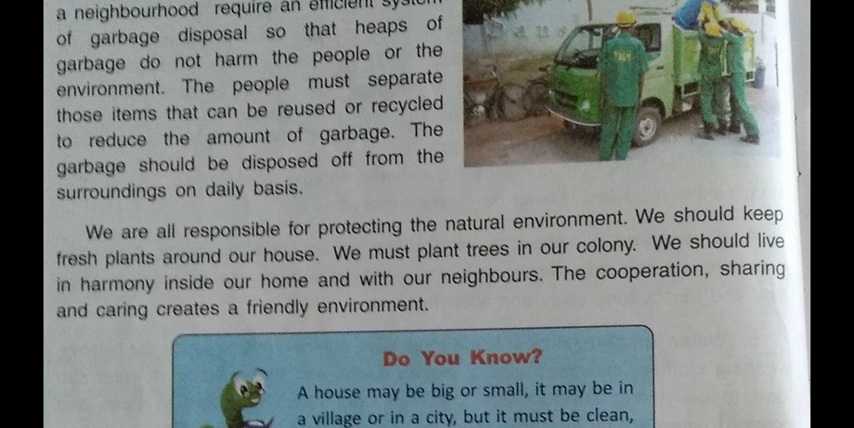 a neighbourhood require an efficient system
of garbage disposal so that heaps of
garbage do not harm the people or the
environment. The people must separate
those items that can be reused or recycled
to reduce the amount of garbage. The
garbage should be disposed off from the
surroundings on daily basis.
We are all responsible for protecting the natural environment. We should keep
fresh plants around our house. We must plant trees in our colony. We should live
in harmony inside our home and with our neighbours. The cooperation, sharing
and caring creates a friendly environment.
Do You Know?
A house may be big or small, it may be in
a village or in a city, but it must be clean,